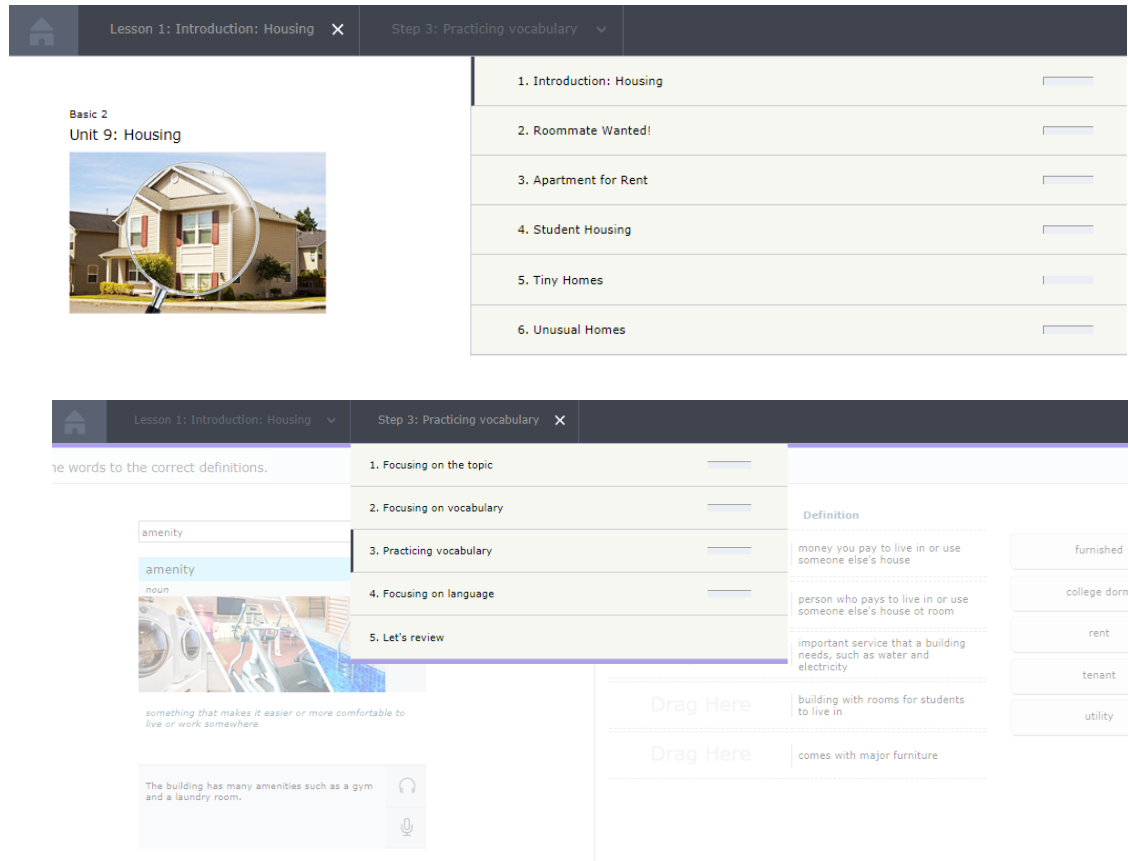 Lesson 1: Introduction: Housing
Step 3: Practicing vocabulary
Basic 2
Unit 9: Housing
1. Introduction: Housing
2. Roommate Wanted!
3. Apartment for Rent
4. Student Housing
5. Tiny Homes
6. Unusual Homes
Lesson 1: Introduction: Housing
Step 3: Practicing vocabulary
ne words to the correct definitions.
1. Focusing on the topic
2. Focusing on vocabulary
3. Practicing vocabulary
4. Focusing on language
5. Let's review
amenity
amenity
noun
something that makes it easier or more comfortable to
live or work somewhere
The building has many amenities such as a gym
and a laundry room.
Definition
money you pay to live in or use
someone else's house
person who pays to live in or use
someone else's house ot room
important service that a building
needs, such as water and
electricity
Drag Here
building with rooms for students
to live in
Drag Here
comes with major furniture
furnished
college dorm
rent
tenant
utility